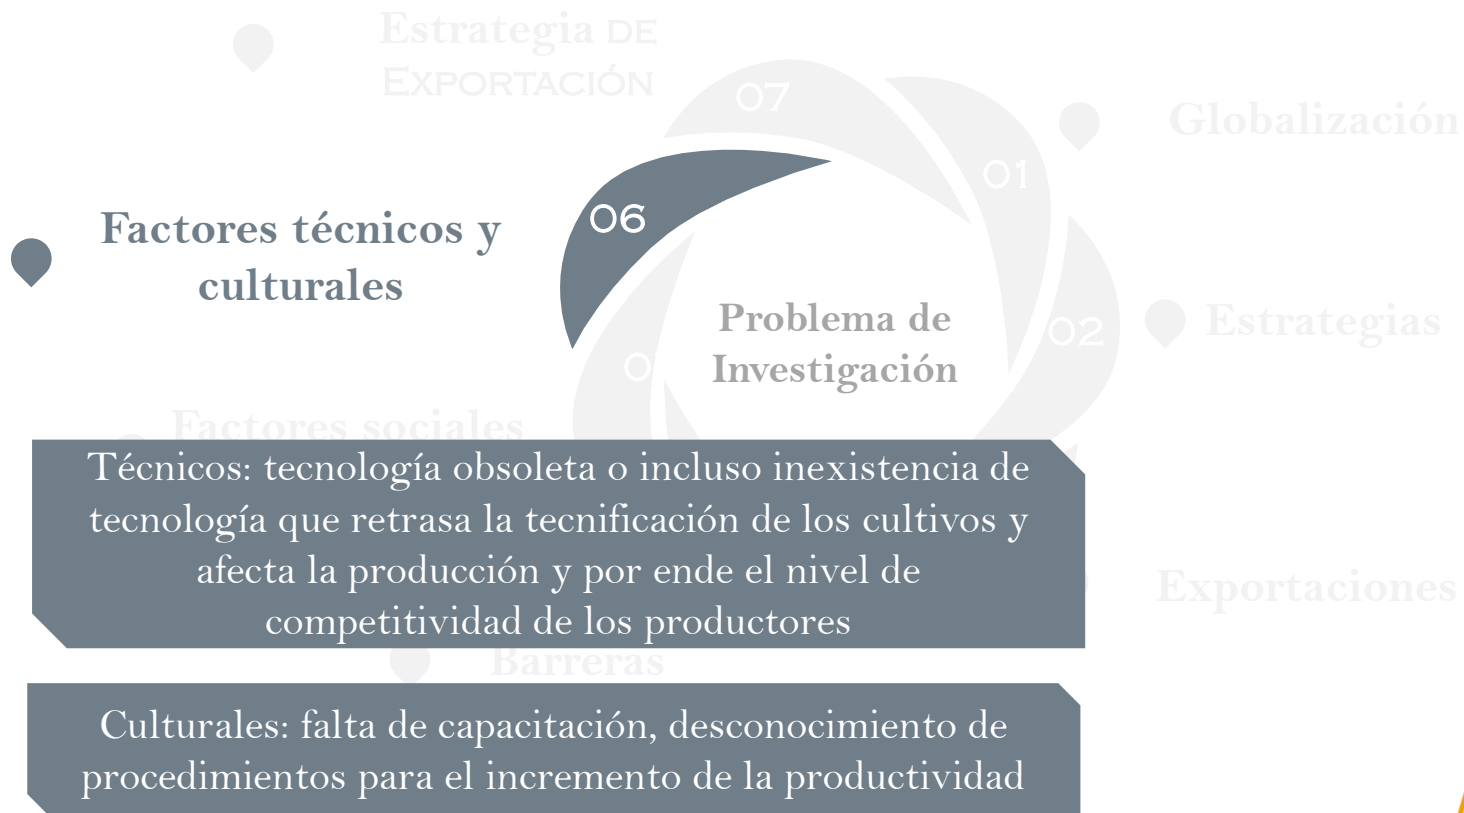 Estrategia DE
EXPORTACIÓN
07
Globalización
01
Factores técnicos y
culturales
06
Problema de
Investigación
02
Estrategias
Factores sociales
Técnicos: tecnología obsoleta o incluso inexistencia de
tecnología que retrasa la tecnificación de los cultivos y
afecta la producción y por ende el nivel de
competitividad de los productores
Exportaciones
Barreras
Culturales: falta de capacitación, desconocimiento de
procedimientos para el incremento de la productividad